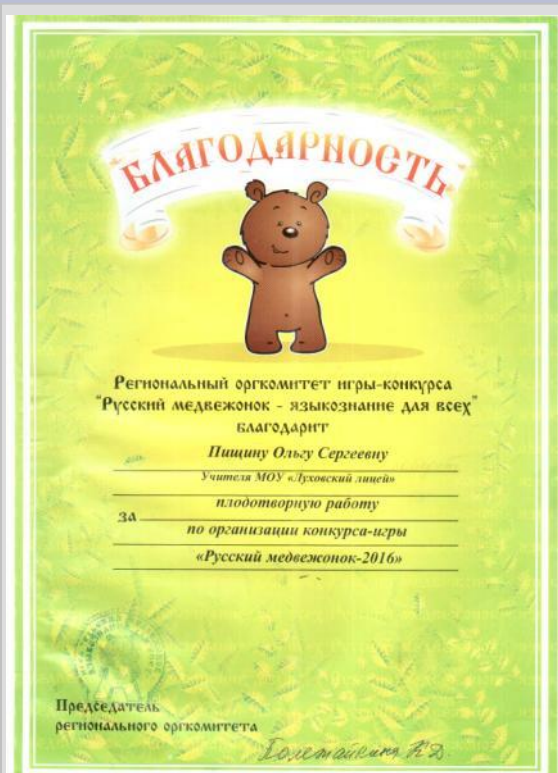 БЛАГОДАРНОСТЬ
Региональный оргкомитет игры-конкурса
"Русский медвежонок - языкознание для всех"
благодарит
Пищину Ольгу Сергеевну
Учителя МОУ «Луховский лицей»
плодотворную работу
за
по организации конкурса-игры
«Русский медвежонок-2016»
Председатель
регионального оргкомитета